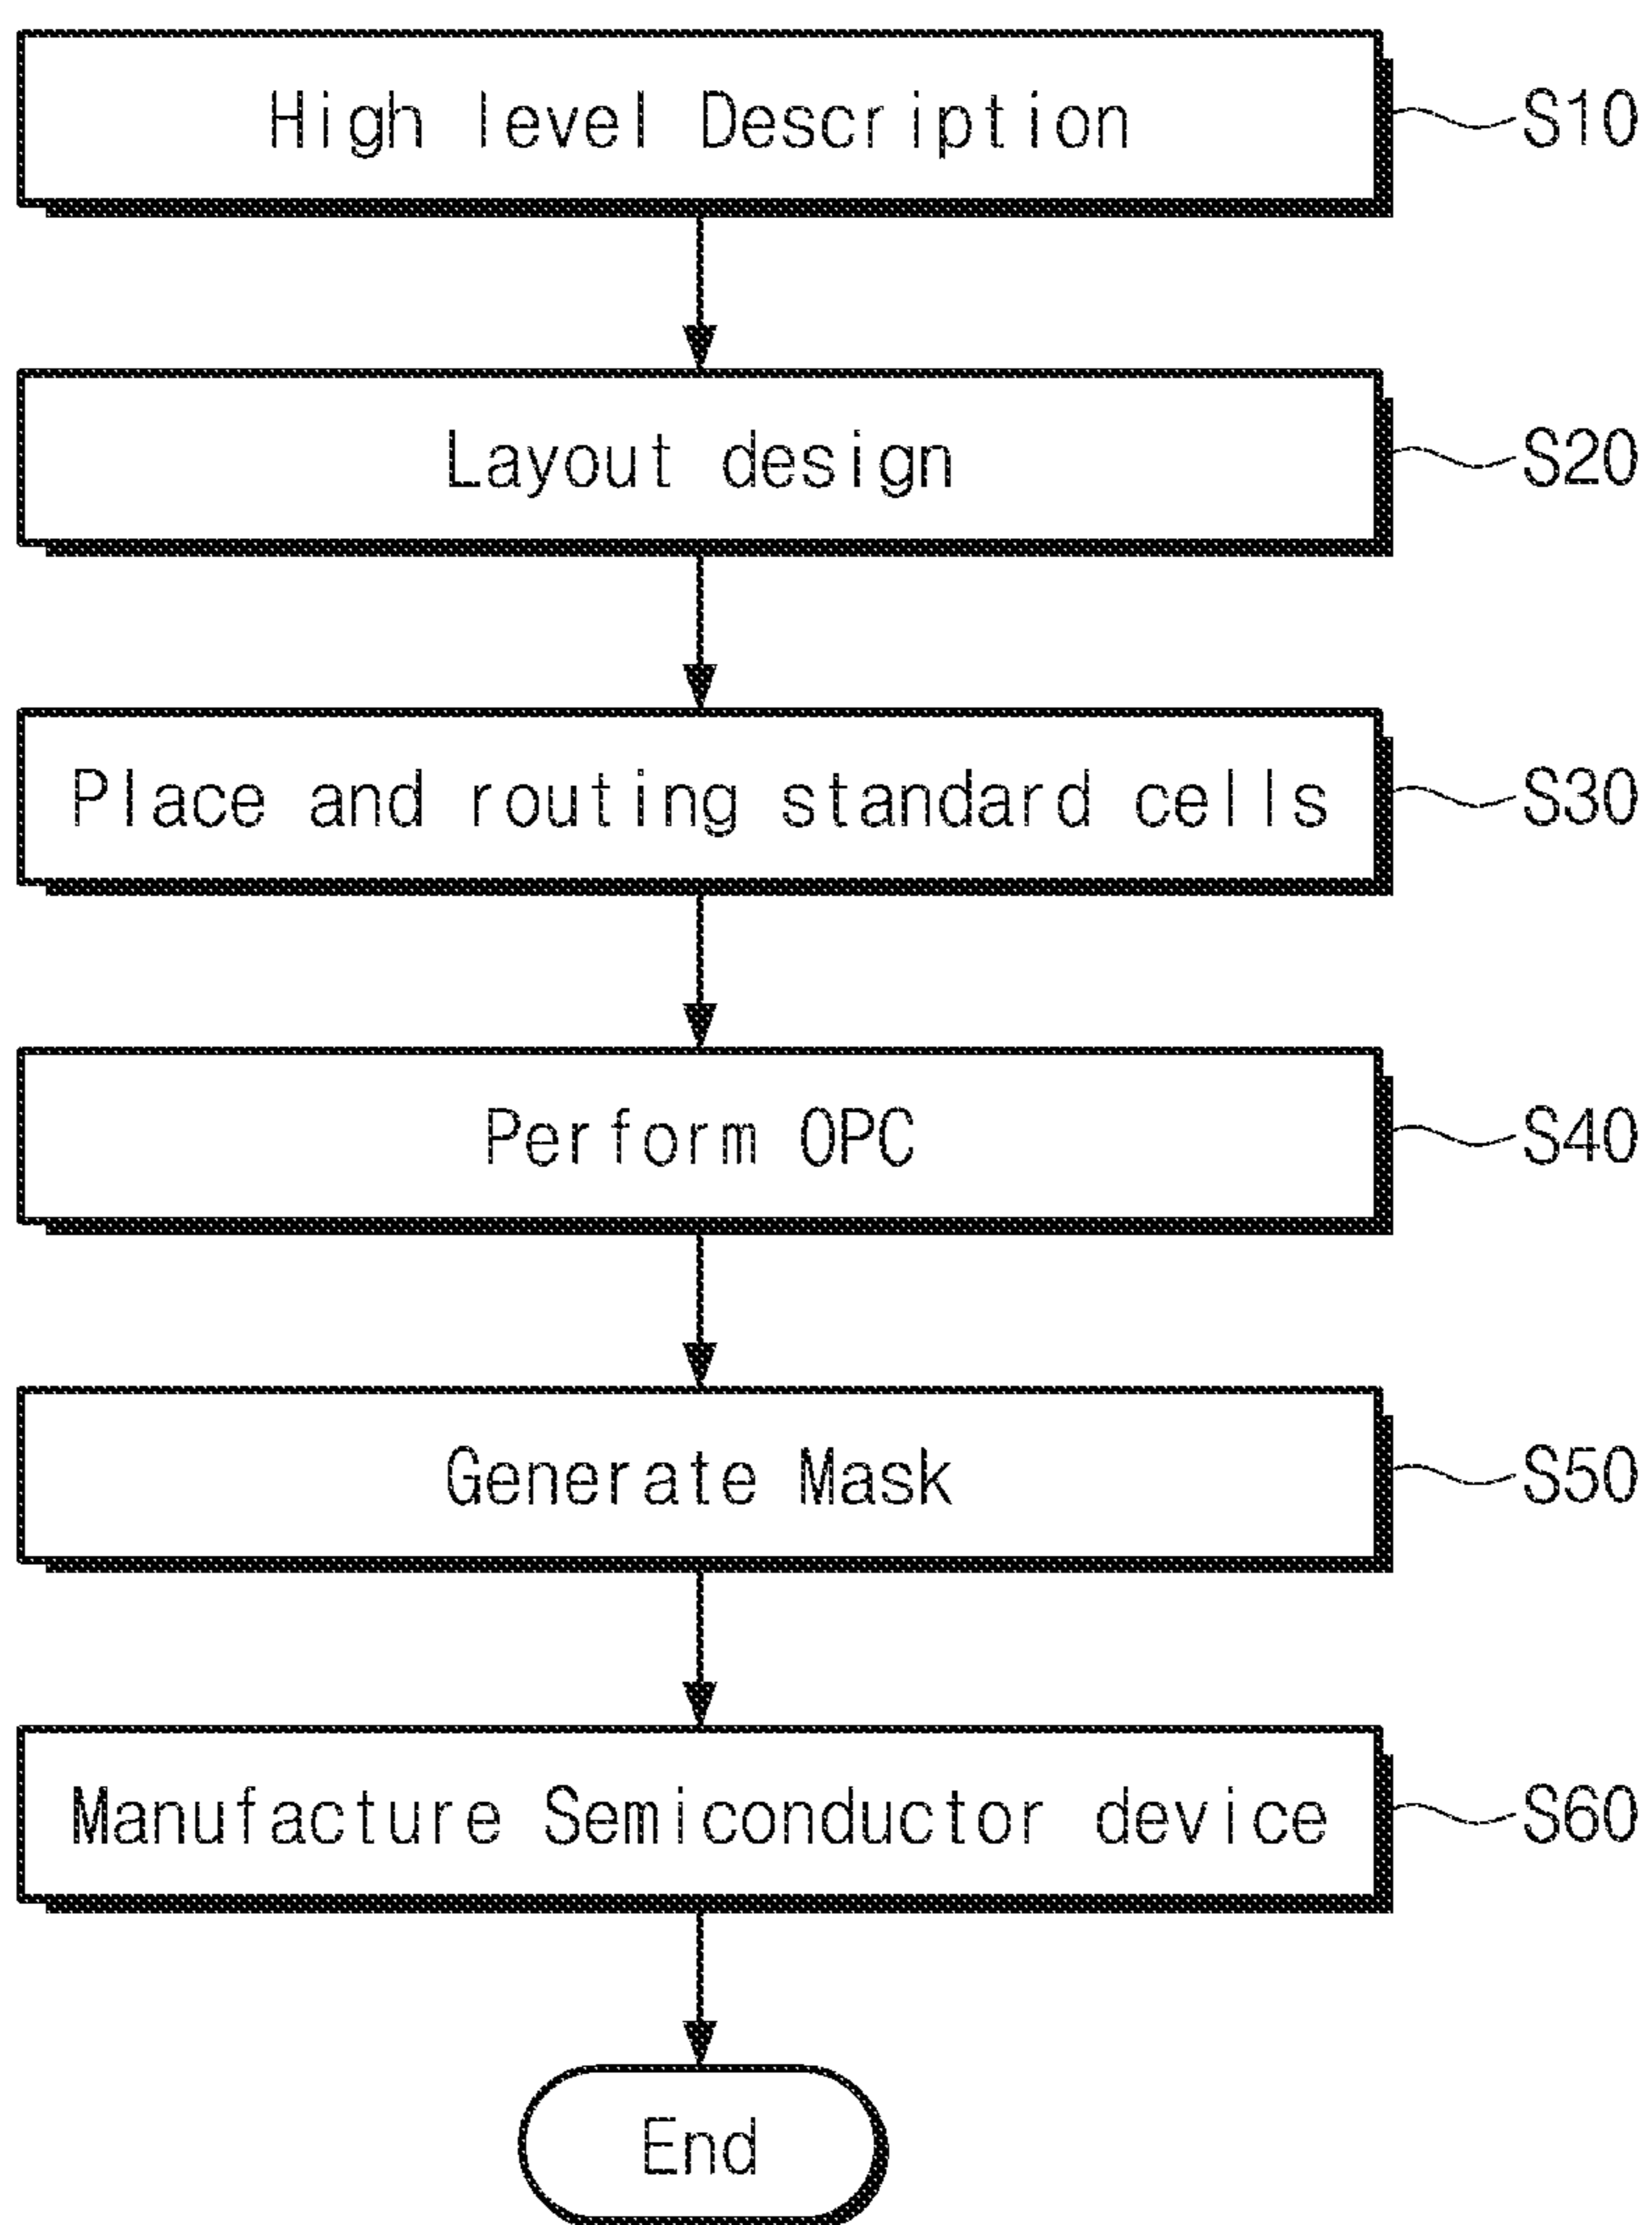 High level Description S10
Layout design S20
Place and routing standard cells S30
Perform OPC S40
Generate Mask S50
Manufacture Semiconductor device S60
End